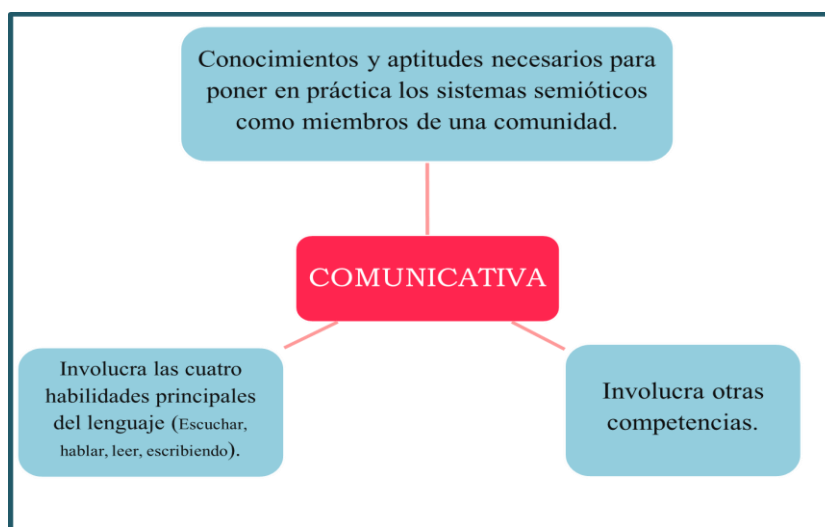 Conocimientos y aptitudes necesarios para
poner en práctica los sistemas semióticos
como miembros de una comunidad.
COMUNICATIVA
Involucra las cuatro
habilidades principales
del lenguaje (Escuchar,
hablar, leer, escribiendo).
Involucra otras
competencias.